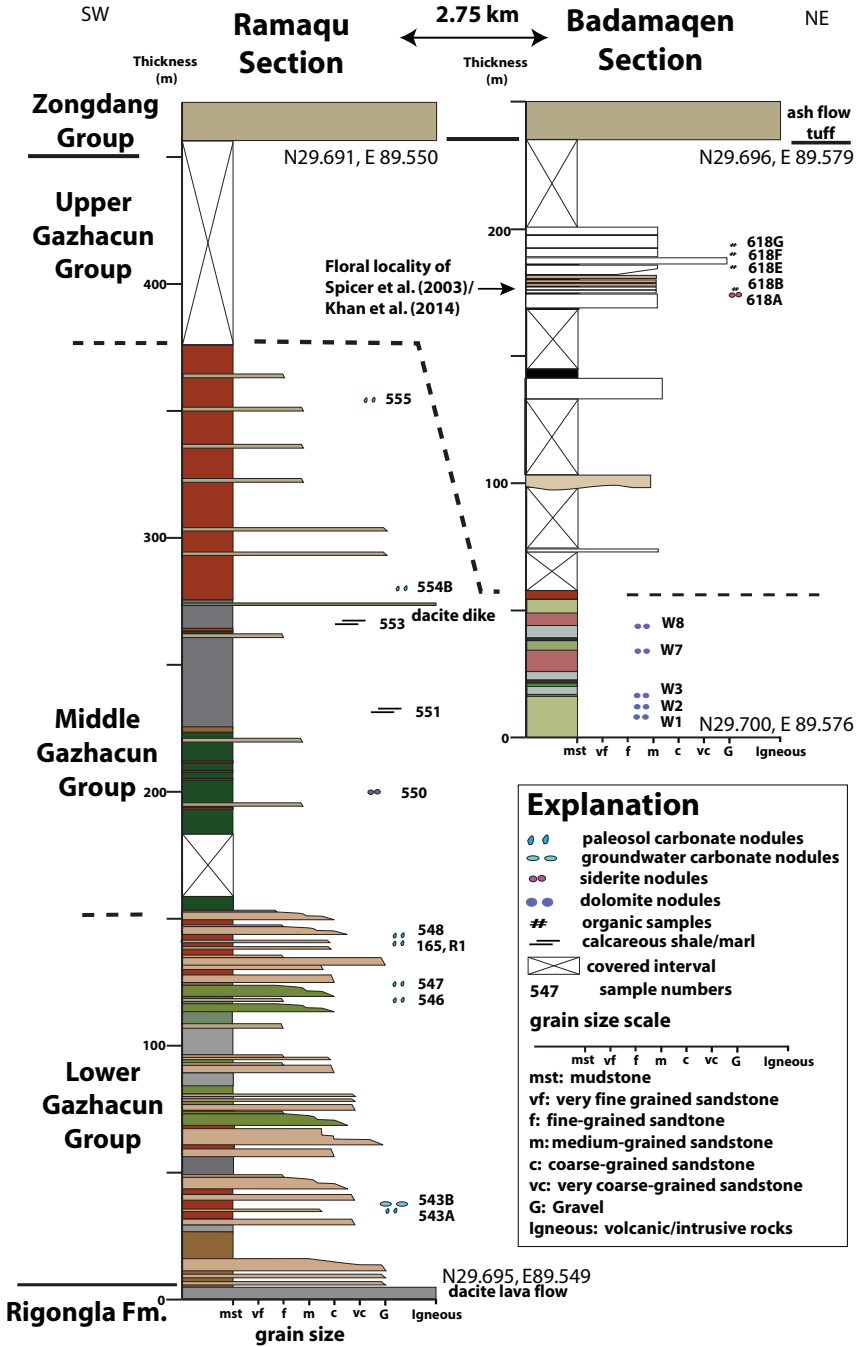 SW
Ramaqu
Section
2.75 km
Badamaqen
Section
NE
Thickness
(m)
Thickness
(m)
Zongdang
Group
ash flow
tuff
N29.691, E 89.550
N29.696, E 89.579
Upper
Gazhacun
Group
400
300
200
100
0
200
100
0
Floral locality of
Spicer et al. (2003)/
Khan et al. (2014)
618G
618F
618E
618B
618A
555
554B
dacite dike
553
551
550
Middle
Gazhacun
Group
W8
W7
W3
W2
W1
N29.700, E 89.576
mst vf f m c vc G Igneous
548
165, R1
547
546
Lower
Gazhacun
Group
543B
543A
N29.695, E89.549
dacite lava flow
Rigongla Fm.
mst vf f m c vc G Igneous
grain size
Explanation
paleosol carbonate nodules
groundwater carbonate nodules
siderite nodules
dolomite nodules
# organic samples
calcareous shale/marl
covered interval
547 sample numbers
grain size scale
mst vf f m c vc G Igneous
mst: mudstone
vf: very fine grained sandstone
f: fine-grained sandtone
m: medium-grained sandstone
c: coarse-grained sandstone
vc: very coarse-grained sandstone
G: Gravel
Igneous: volcanic/intrusive rocks